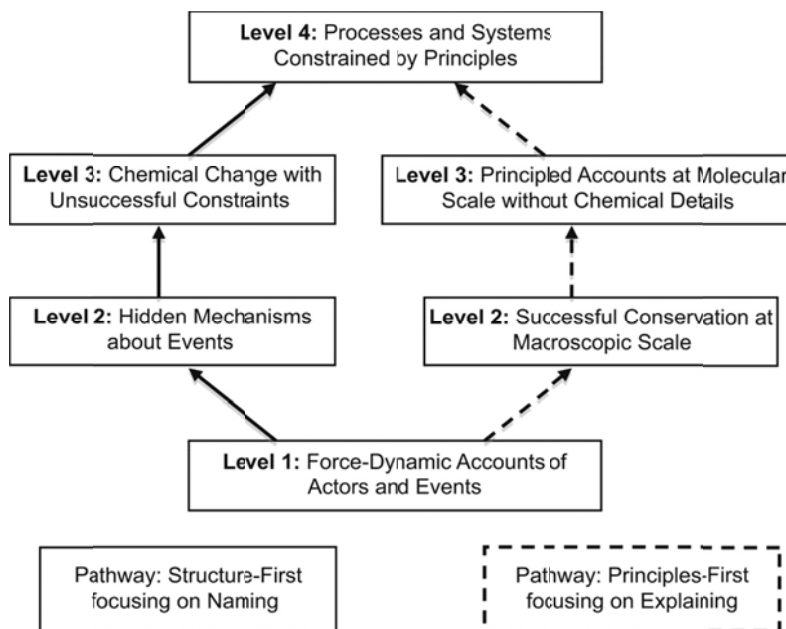 Level 4: Processes and Systems
Constrained by Principles
Level 3: Chemical Change with
Unsuccessful Constraints
Level 3: Principled Accounts at Molecular
Scale without Chemical Details
Level 2: Hidden Mechanisms
about Events
Level 2: Successful Conservation at
Macroscopic Scale
Level 1: Force-Dynamic Accounts of
Actors and Events
Pathway: Structure-First
focusing on Naming
Pathway: Principles-First
focusing on Explaining